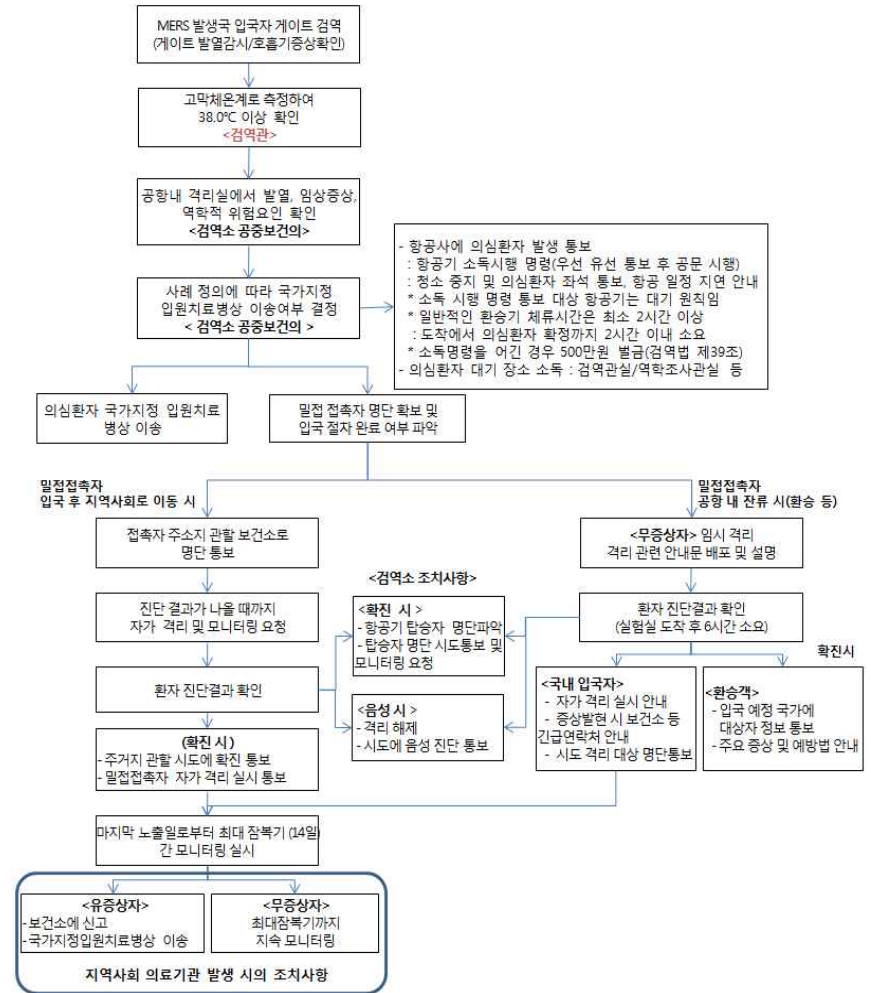 MERS 발생국 입국자 게이트 검역
(게이트 발열감시/호흡기증상확인)
고막체온계로 측정하여
38.0℃ 이상 확인
<검역관>
공항내 격리실에서 발열, 임상증상,
역학적 위험요인 확인
<검역소 공중보건의>
사례 정의에 따라 국가지정
입원치료병상 이송여부 결정
< 검역소 공중보건의 >
- 항공사에 의심환자 발생 통보
: 항공기 소독시행 명령(우선 유선 통보 후 공문 시행)
: 청소 중지 및 의심환자 좌석 통보, 항공 일정 지연 안내
* 소독 시행 명령 통보 대상 항공기는 대기 원칙임
* 일반적인 환승기 체류시간은 최소 2시간 이상
: 도착에서 의심환자 확정까지 2시간 이내 소요
* 소독명령을 어긴 경우 500만원 벌금(검역법 제39조)
- 의심환자 대기 장소 소독 : 검역관실/역학조사관실 등
의심환자 국가지정 입원치료
병상 이송
밀접 접촉자 명단 확보 및
입국 절차 완료 여부 파악
밀접접촉자
입국 후 지역사회로 이동 시
밀접접촉자
공항 내 잔류 시(환승 등)
접촉자 주소지 관할 보건소로
명단 통보
<무증상자> 임시 격리
격리 관련 안내문 배포 및 설명
진단 결과가 나올 때까지
자가 격리 및 모니터링 요청
<검역소 조치사항>
<확진 시 >
- 항공기 탑승자 명단파악
- 탑승자 명단 시도통보 및
모니터링 요청
환자 진단결과 확인
(실험실 도착 후 6시간 소요)
확진시
환자 진단결과 확인
<음성 시 >
- 격리 해제
- 시도에 음성 진단 통보
<국내 입국자>
- 자가 격리 실시 안내
- 증상발현 시 보건소 등
긴급연락처 안내
- 시도 격리 대상 명단통보
<환승객>
- 입국 예정 국가에
대상자 정보 통보
- 주요 증상 및 예방법 안내
(확진 시 )
- 주거지 관할 시도에 확진 통보
- 밀접접촉자 자가 격리 실시 통보
마지막 노출일로부터 최대 잠복기 (14일)
간 모니터링 실시
<유증상자>
- 보건소에 신고
- 국가지정입원치료병상 이송
<무증상자>
최대잠복기까지
지속 모니터링
지역사회 의료기관 발생 시의 조치사항